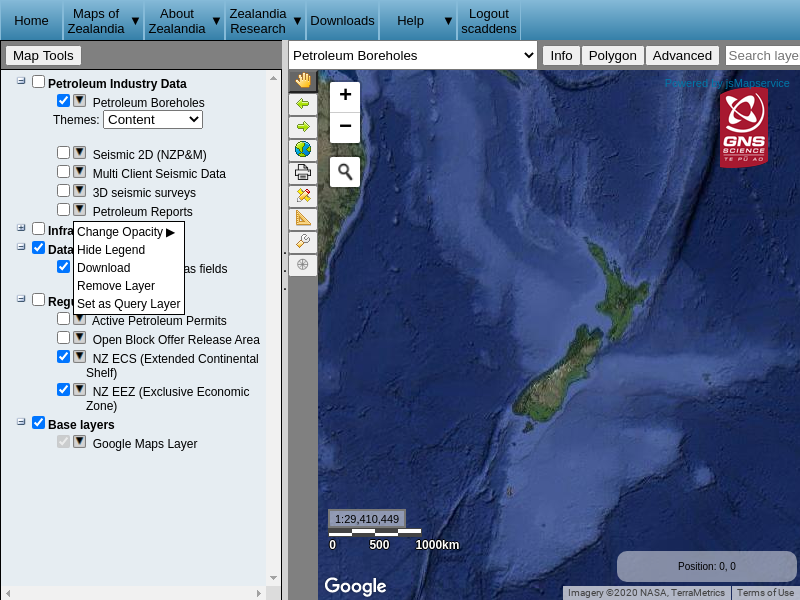 Home
Maps of Zealandia ▼
About Zealandia ▼
Zealandia Research ▼
Downloads
Help ▼
Logout scaddens
Map Tools
Petroleum Boreholes
Info
Polygon
Advanced
Search laye
Petroleum Industry Data
Petroleum Boreholes
Themes: Content
Seismic 2D (NZP&M)
Multi Client Seismic Data
3D seismic surveys
Petroleum Reports
Infra
Change Opacity ▶
Data
Hide Legend
Download
as fields
Remove Layer
Set as Query Layer
Active Petroleum Permits
Open Block Offer Release Area
NZ ECS (Extended Continental
Shelf)
NZ EEZ (Exclusive Economic
Zone)
Base layers
Google Maps Layer
Powered by jsMapservice
GNS
SCIENCE
TE PŪ AO
+
−
1:29,410,449
0 500 1000km
Google
Position: 0, 0
Imagery ©2020 NASA, TerraMetrics
Terms of Use